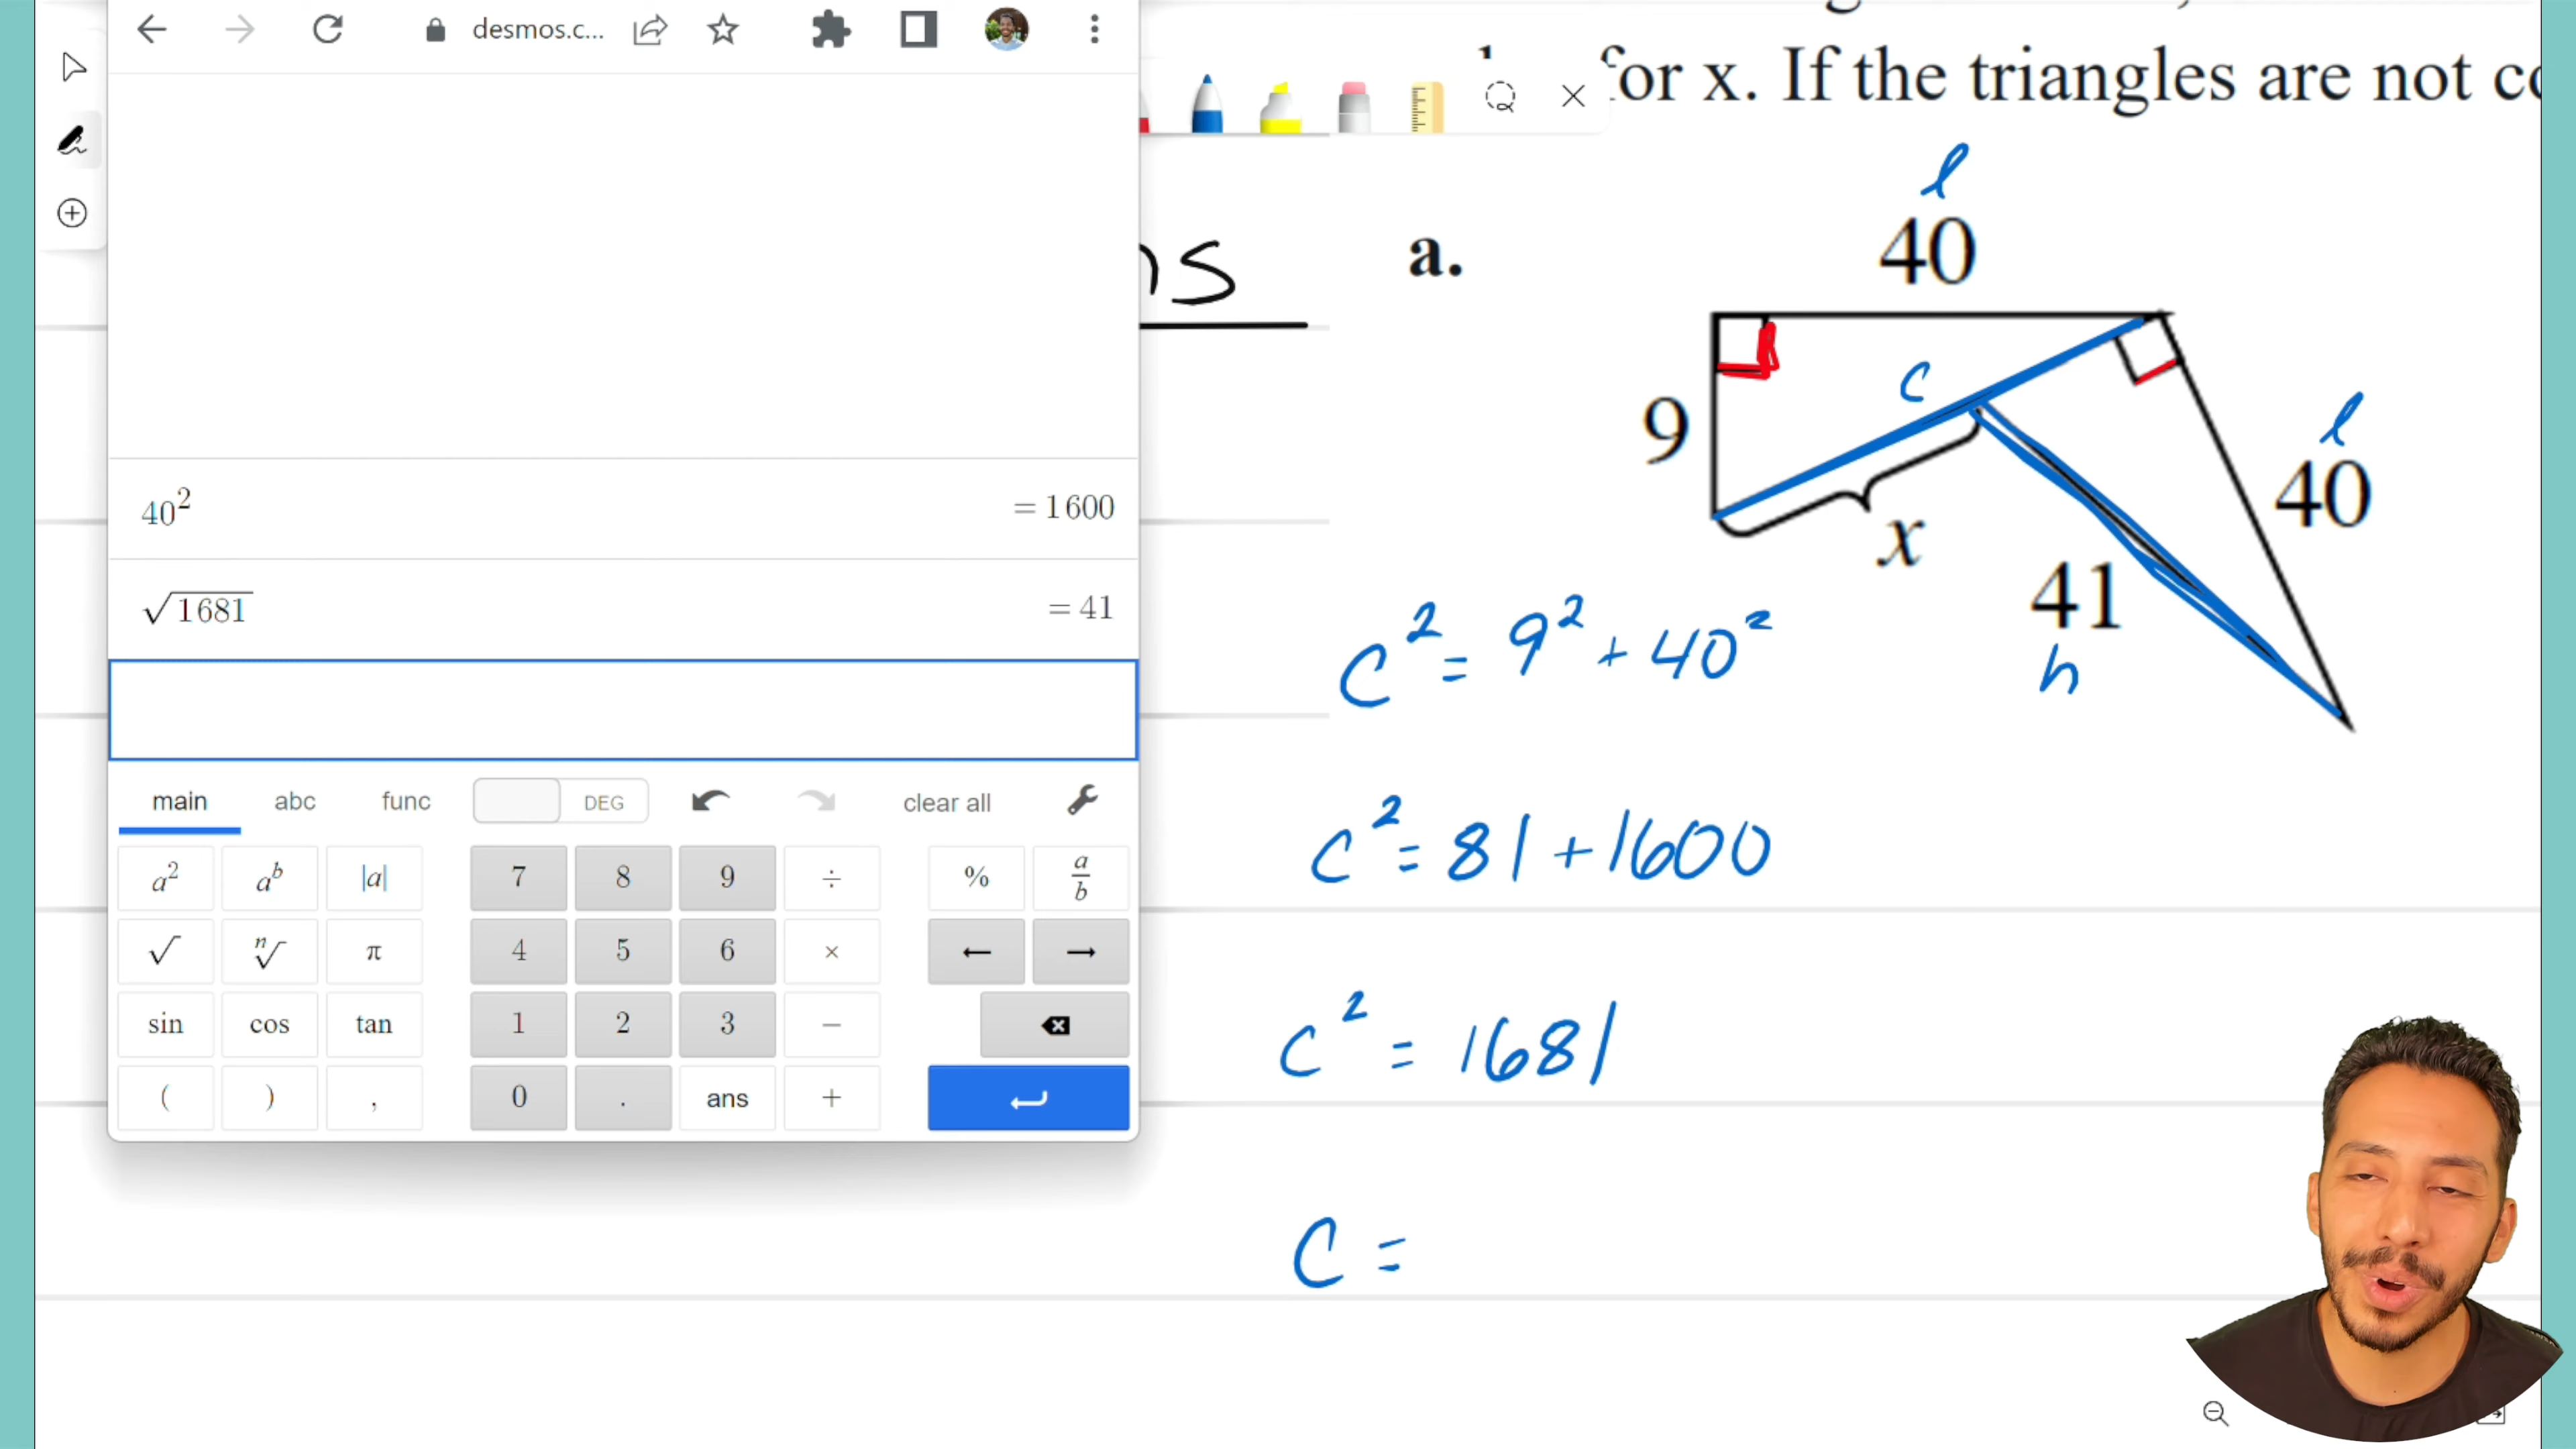 desmos.c...
for x. If the triangles are not co
40²
= 1600
√1681
= 41
main
abc
func
DEG
clear all
a²
aᵇ
|a|
7
8
9
÷
%
a/b
√
ⁿ√
π
4
5
6
×
←
→
sin
cos
tan
1
2
3
−
(
)
,
0
.
ans
+
ns
a.
l
40
9
c
x
l
40
41
h
c² = 9² + 40²
c² = 81 + 1600
c² = 1681
c =